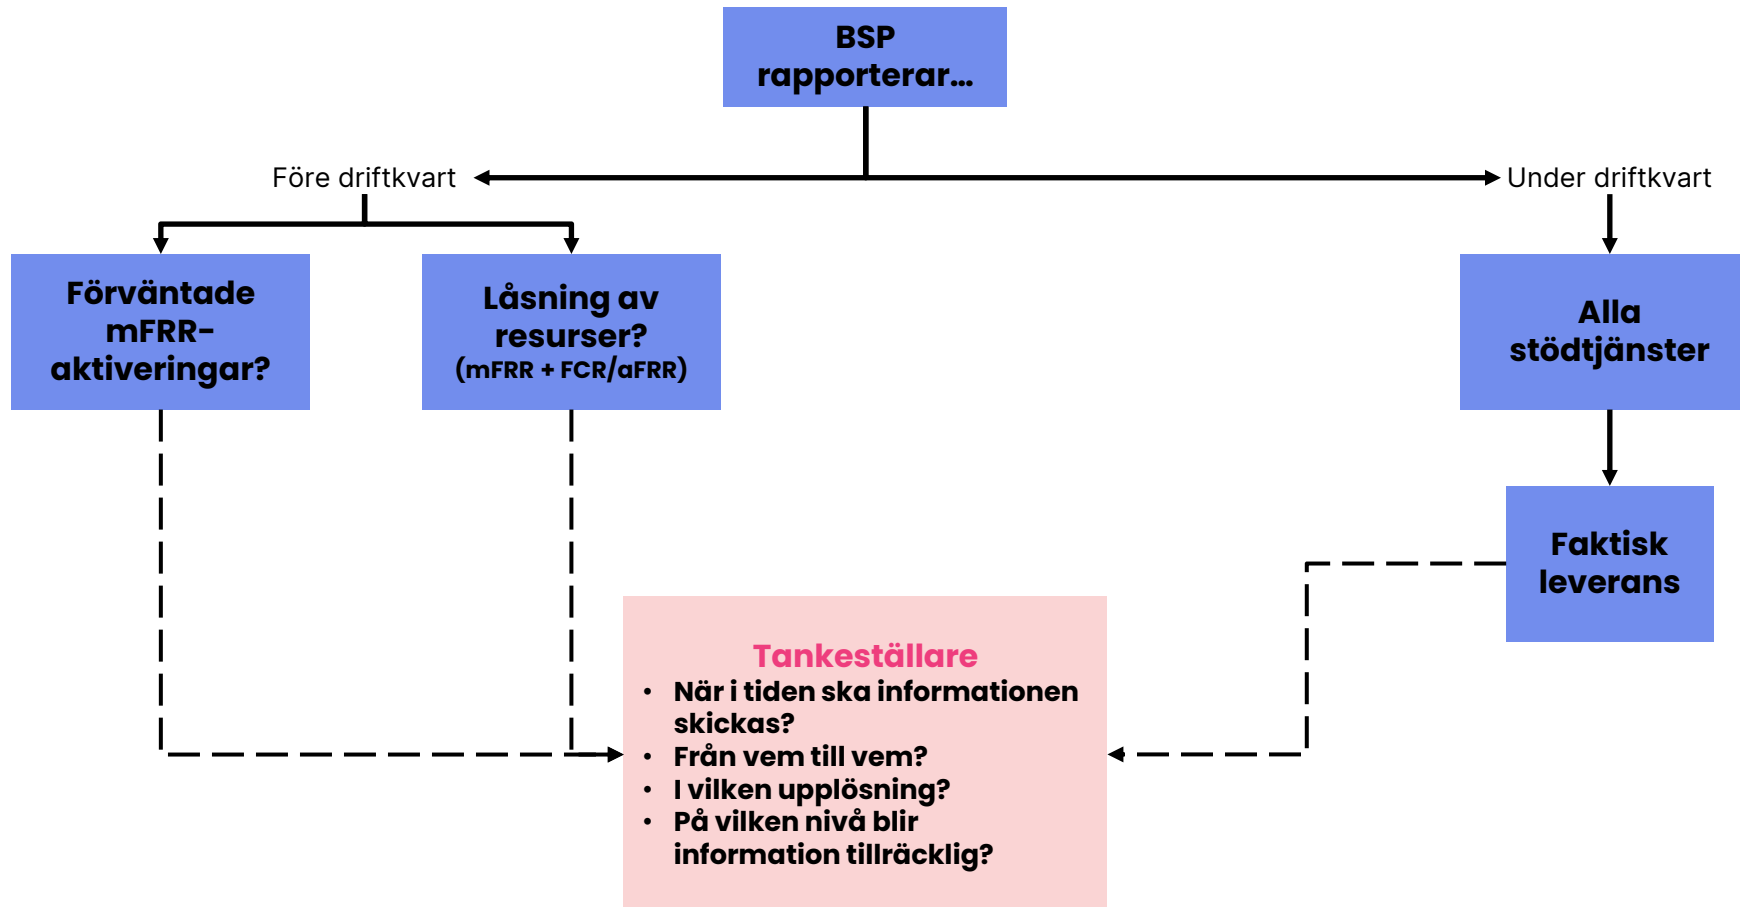 BSP
rapporterar...
Före driftkvart
Under driftkvart
Förväntade
mFRR-
aktiveringar?
Låsning av
resurser?
(mFRR + FCR/aFRR)
Alla
stödtjänster
Faktisk
leverans
Tankeställare
• När i tiden ska informationen
skickas?
• Från vem till vem?
• I vilken upplösning?
• På vilken nivå blir
information tillräcklig?